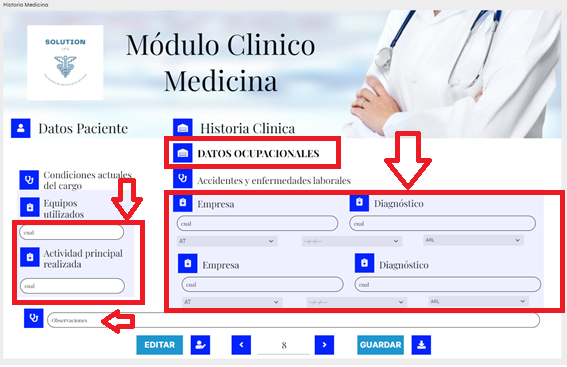 Historia Medicina
SOLUTION
IPS
Módulo Clinico
Medicina
Datos Paciente
Historia Clinica
DATOS OCUPACIONALES
Condiciones actuales
del cargo
Accidentes y enfermedades laborales
Equipos
utilizados
cual
Actividad principal
realizada
cual
Empresa
Diagnóstico
cual
cual
AT
--/--/--
ARL
Empresa
Diagnóstico
cual
cual
AT
--/--/--
ARL
Observaciones
EDITAR
8
GUARDAR